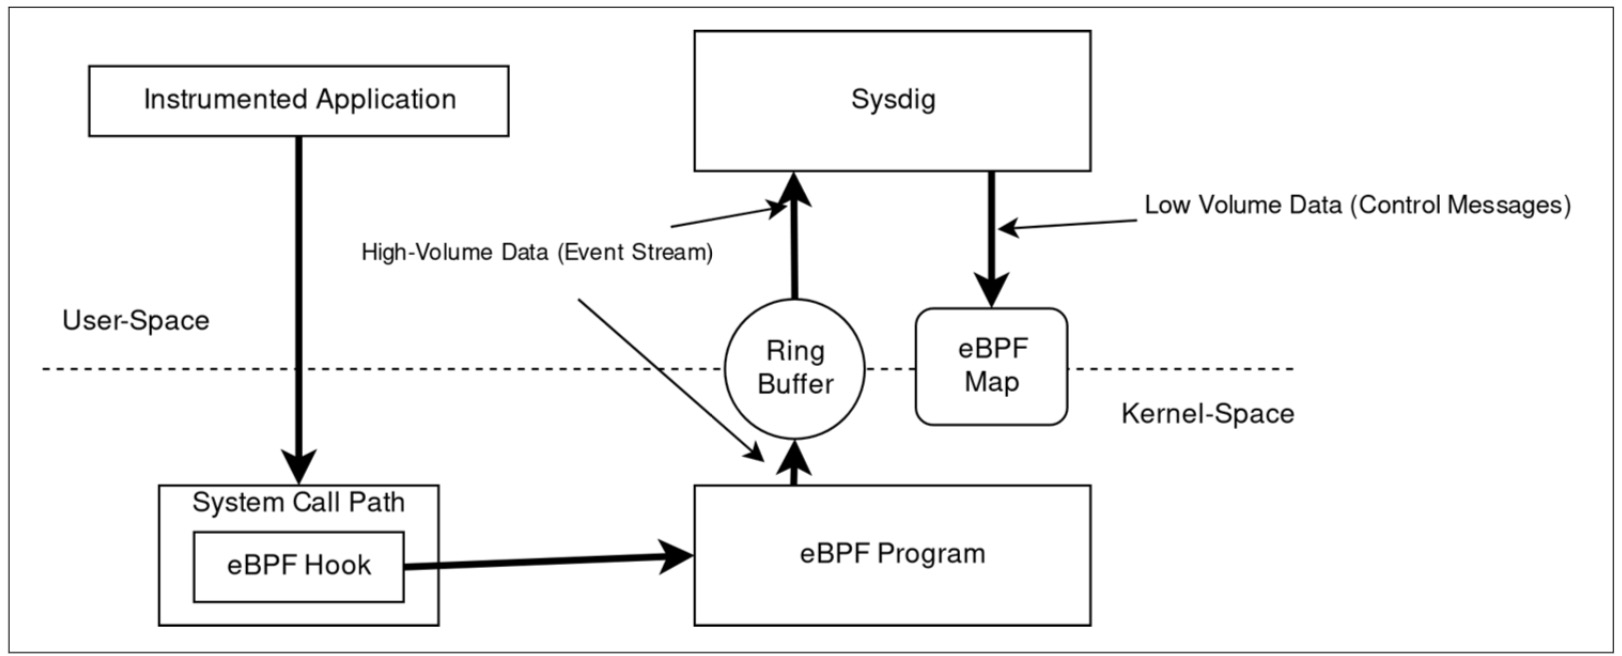 Instrumented Application
Sysdig
Low Volume Data (Control Messages)
High-Volume Data (Event Stream)
User-Space
Ring
Buffer
eBPF
Map
Kernel-Space
System Call Path
eBPF Hook
eBPF Program